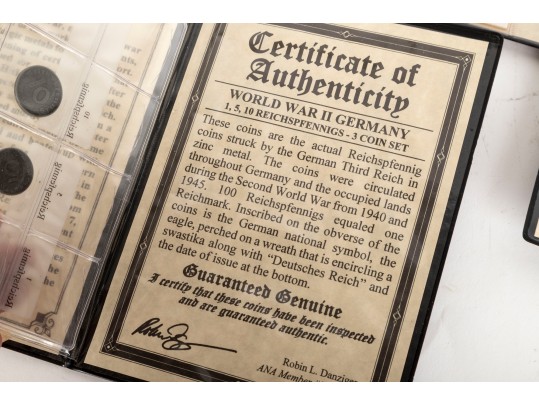 Certificate of
Authenticity
WORLD WAR II GERMANY
1, 5, 10 REICHSPFENNIGS - 3 COIN SET
These coins are the actual Reichspfennig
coins struck by the German Third Reich in
zinc metal. The coins were circulated
throughout Germany and the occupied lands
during the Second World War from 1940 and
1945. 100 Reichspfennigs equaled one
Reichmark. Inscribed on the obverse of the
coins is the German national symbol, the
eagle, perched on a wreath that is encircling a
swastika along with "Deutsches Reich" and
the date of issue at the bottom.
Guaranteed Genuine
I certify that these coins have been inspected
and are guaranteed authentic.
Robin L. Danziger
ANA Member
10
Reichspfennig
Reichspfennig
Reichspfennig